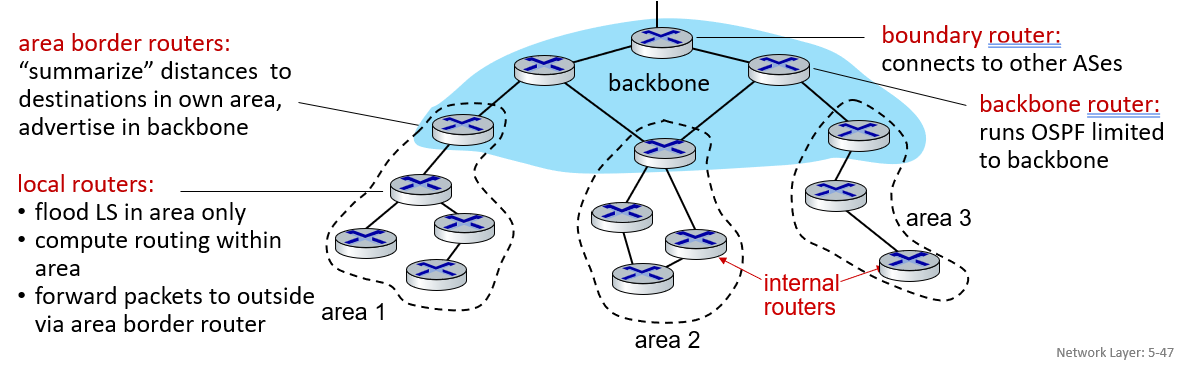 area border routers:
“summarize” distances to
destinations in own area,
advertise in backbone
local routers:
• flood LS in area only
• compute routing within
area
• forward packets to outside
via area border router
backbone
boundary router:
connects to other ASes
backbone router:
runs OSPF limited
to backbone
area 3
internal
routers
area 1
area 2
Network Layer: 5-47